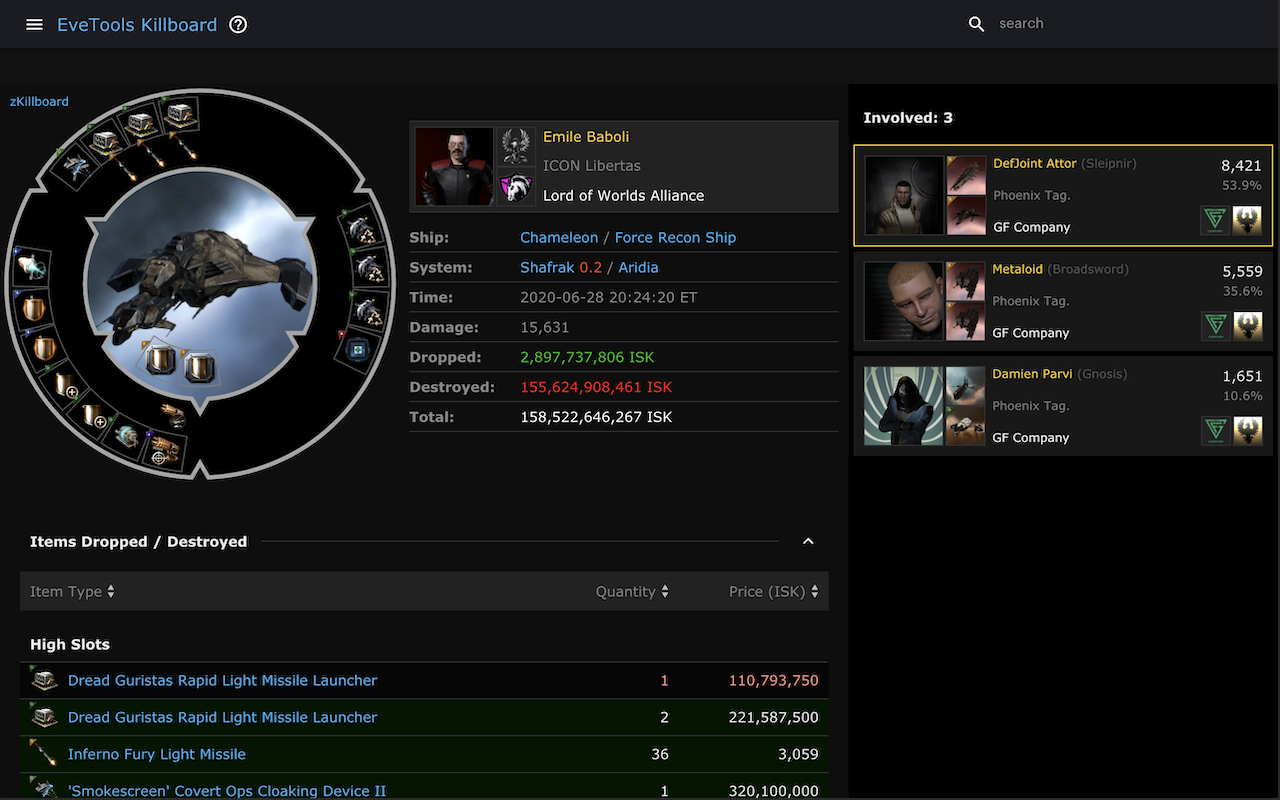 EveTools Killboard
search
zKillboard
Emile Baboli
ICON Libertas
Lord of Worlds Alliance
Ship: Chameleon / Force Recon Ship
System: Shafrak 0.2 / Aridia
Time: 2020-06-28 20:24:20 ET
Damage: 15,631
Dropped: 2,897,737,806 ISK
Destroyed: 155,624,908,461 ISK
Total: 158,522,646,267 ISK
Involved: 3
DefJoint Attor (Sleipnir) 8,421
53.9%
Phoenix Tag.
GF Company
Metaloid (Broadsword) 5,559
35.6%
Phoenix Tag.
GF Company
Damien Parvi (Gnosis) 1,651
10.6%
Phoenix Tag.
GF Company
Items Dropped / Destroyed
Item Type Quantity Price (ISK)
High Slots
Dread Guristas Rapid Light Missile Launcher 1 110,793,750
Dread Guristas Rapid Light Missile Launcher 2 221,587,500
Inferno Fury Light Missile 36 3,059
'Smokescreen' Covert Ops Cloaking Device II 1 320,100,000